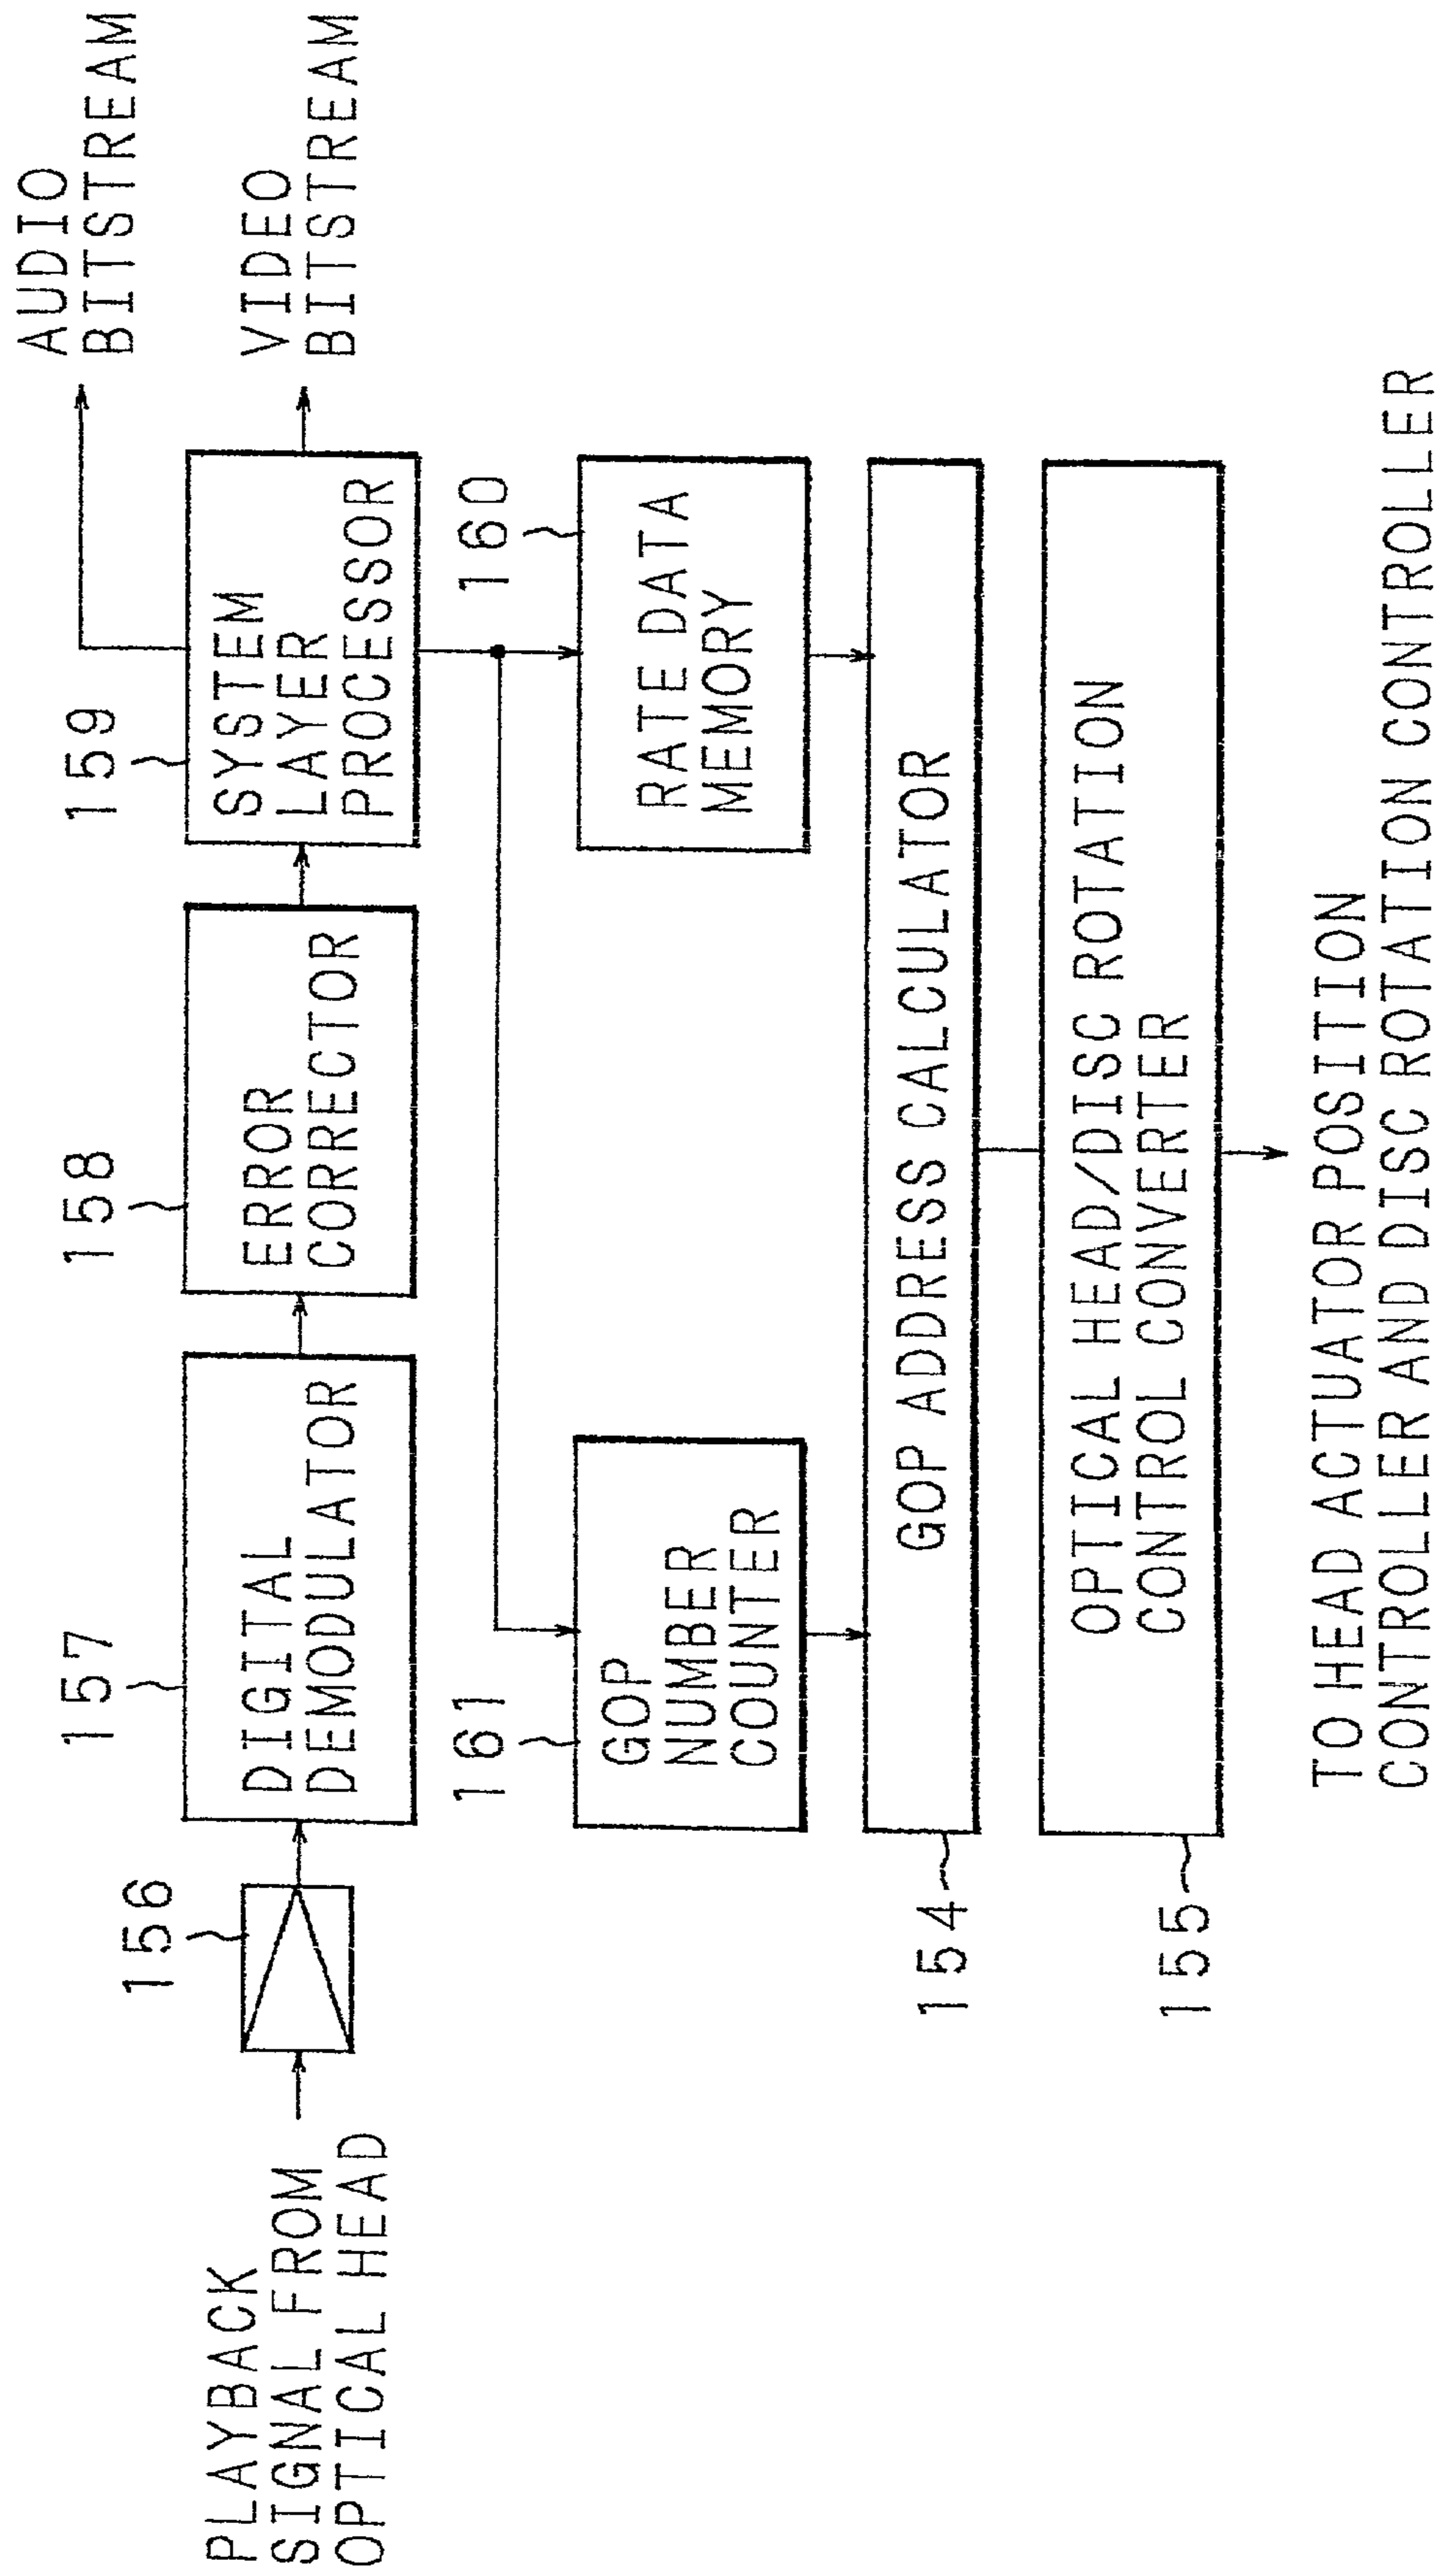 AUDIO
BITSTREAM
VIDEO
BITSTREAM
159
SYSTEM
LAYER
PROCESSOR
158
ERROR
CORRECTOR
157
DIGITAL
DEMODULATOR
156
PLAYBACK
SIGNAL FROM
OPTICAL HEAD
160
RATE DATA
MEMORY
161
GOP
NUMBER
COUNTER
GOP ADDRESS CALCULATOR
154
OPTICAL HEAD/DISC ROTATION
CONTROL CONVERTER
155
TO HEAD ACTUATOR POSITION
CONTROLLER AND DISC ROTATION CONTROLLER